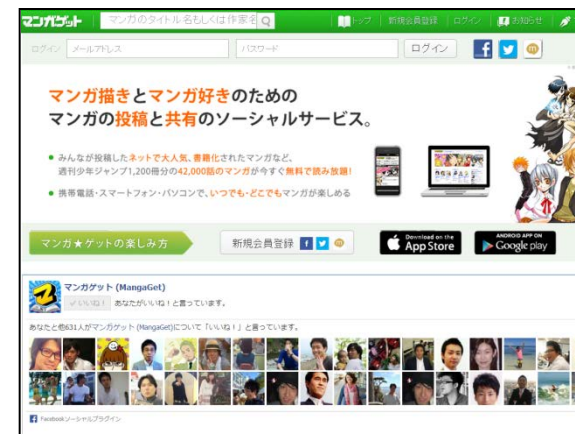 マンガゲット
マンガのタイトル名もしくは作家名
トップ
新規会員登録
ログイン
お知らせ
ログイン
メールアドレス
パスワード
ログイン
マンガ描きとマンガ好きのための
マンガの投稿と共有のソーシャルサービス。
みんなが投稿したネットで大人気、書籍化されたマンガなど、
週刊少年ジャンプ1,200冊分の42,000話のマンガが今すぐ無料で読み放題!
携帯電話・スマートフォン・パソコンで、いつでも・どこでもマンガが楽しめる
マンガ★ゲットの楽しみ方
新規会員登録
Download on the
App Store
ANDROID APP ON
Google play
マンガゲット (MangaGet)
いいね!
あなたがいいね!と言っています。
あなたと他631人がマンガゲット (MangaGet)について「いいね!」と言っています。
Facebookソーシャルプラグイン